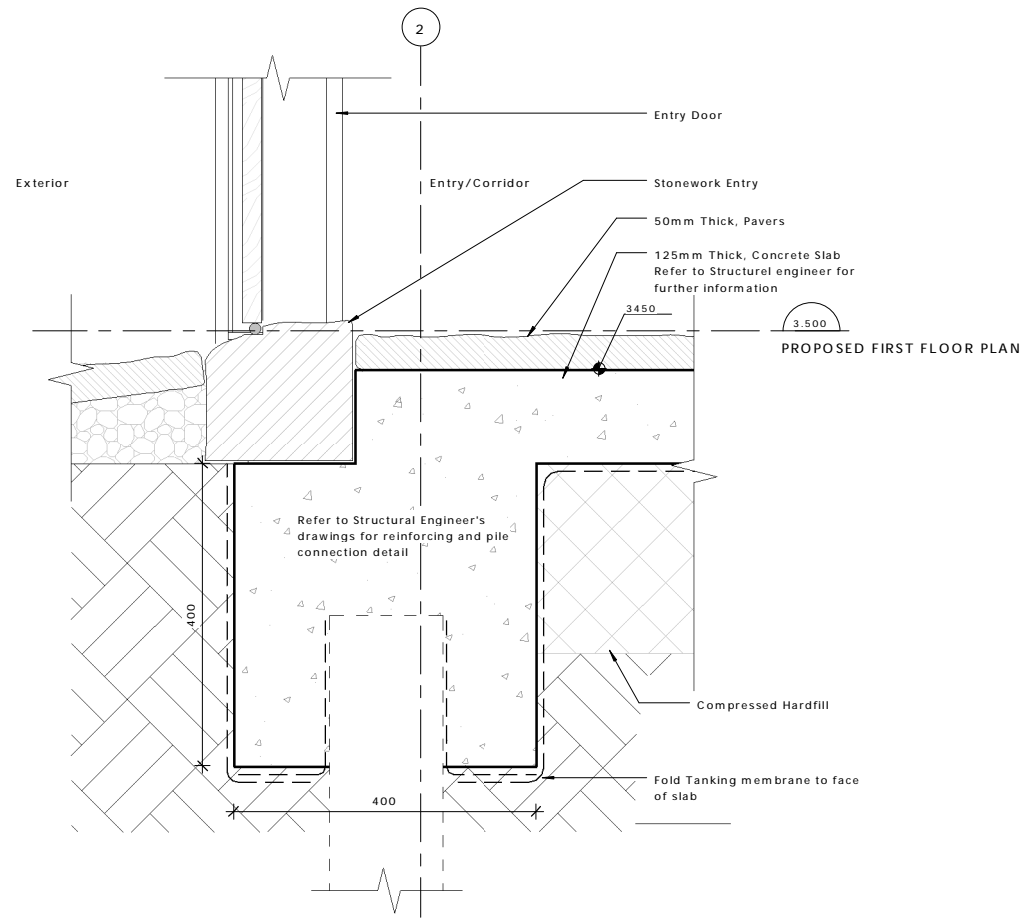 2
Entry Door
Exterior
Entry/Corridor
Stonework Entry
50mm Thick, Pavers
125mm Thick, Concrete Slab
Refer to Structurel engineer for
further information
3450
3.500
PROPOSED FIRST FLOOR PLAN
Refer to Structural Engineer's
drawings for reinforcing and pile
connection detail
400
Compressed Hardfill
Fold Tanking membrane to face
of slab
400